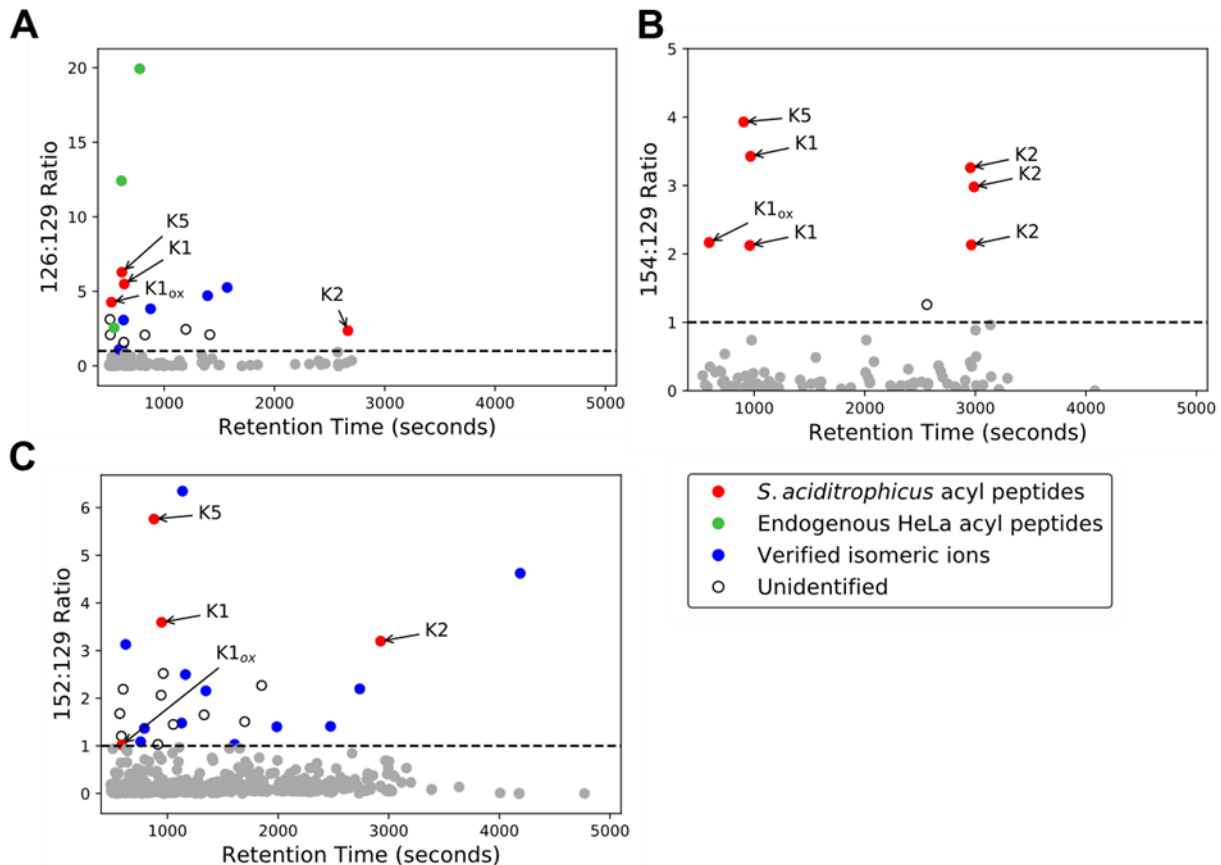 A
126:129 Ratio
20
15
10
5
0
K5
K1
K1ox
K2
1000
2000
3000
4000
5000
Retention Time (seconds)
B
154:129 Ratio
5
4
3
2
1
0
K5
K1
K2
K2
K1ox
K1
K2
1000
2000
3000
4000
5000
Retention Time (seconds)
C
152:129 Ratio
6
5
4
3
2
1
0
K5
K1
K2
K1ox
1000
2000
3000
4000
5000
Retention Time (seconds)
S. aciditrophicus acyl peptides
Endogenous HeLa acyl peptides
Verified isomeric ions
Unidentified